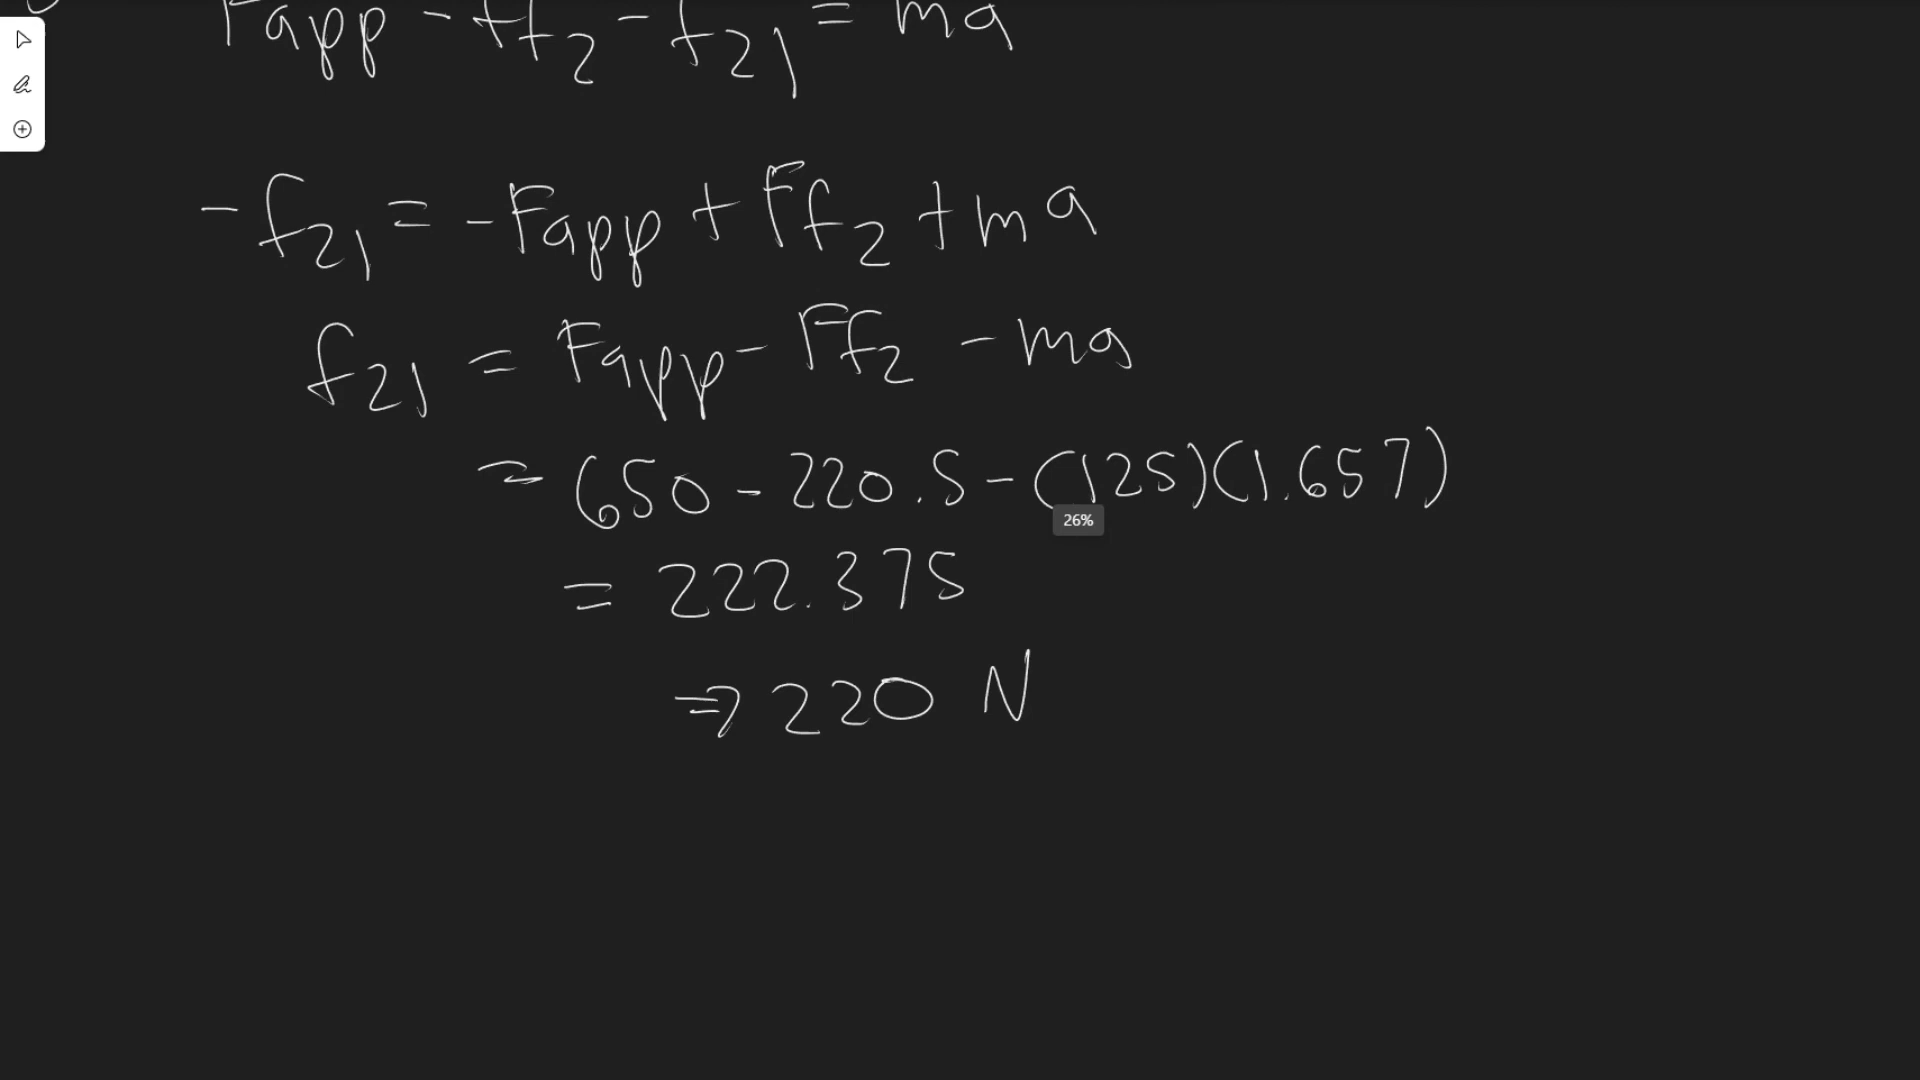 Fapp - Ff2 - f21 = ma
-f21 = -Fapp + Ff2 + ma
f21 = Fapp - Ff2 - ma
= 650 - 220.5 - (125)(1.657)
26%
= 222.375
⇒ 220 N